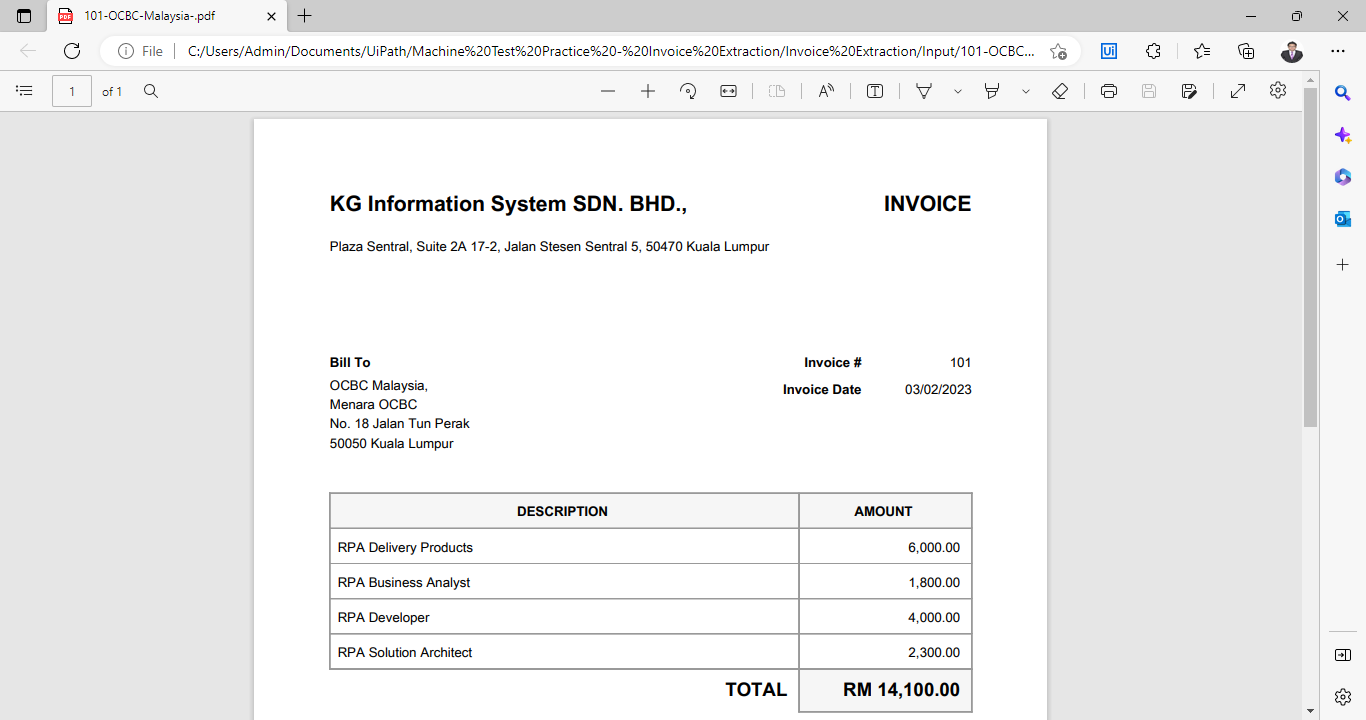 101-OCBC-Malaysia-.pdf
File
C:/Users/Admin/Documents/UiPath/Machine%20Test%20Practice%20-%20Invoice%20Extraction/Invoice%20Extraction/Input/101-OCBC...
Ui
1 of 1
KG Information System SDN. BHD., INVOICE
Plaza Sentral, Suite 2A 17-2, Jalan Stesen Sentral 5, 50470 Kuala Lumpur
Bill To Invoice # 101
OCBC Malaysia, Invoice Date 03/02/2023
Menara OCBC
No. 18 Jalan Tun Perak
50050 Kuala Lumpur
DESCRIPTION AMOUNT
RPA Delivery Products 6,000.00
RPA Business Analyst 1,800.00
RPA Developer 4,000.00
RPA Solution Architect 2,300.00
TOTAL RM 14,100.00